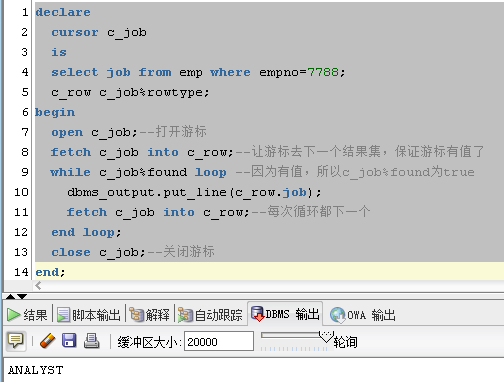 1 declare
2 cursor c_job
3 is
4 select job from emp where empno=7788;
5 c_row c_job%rowtype;
6 begin
7 open c_job;--打开游标
8 fetch c_job into c_row;--让游标去下一个结果集，保证游标有值了
9 while c_job%found loop --因为有值，所以c_job%found为true
10 dbms_output.put_line(c_row.job);
11 fetch c_job into c_row;--每次循环都下一个
12 end loop;
13 close c_job;--关闭游标
14 end;
结果 脚本输出 解释 自动跟踪 DBMS 输出 OWA 输出
缓冲区大小: 20000 轮询
ANALYST